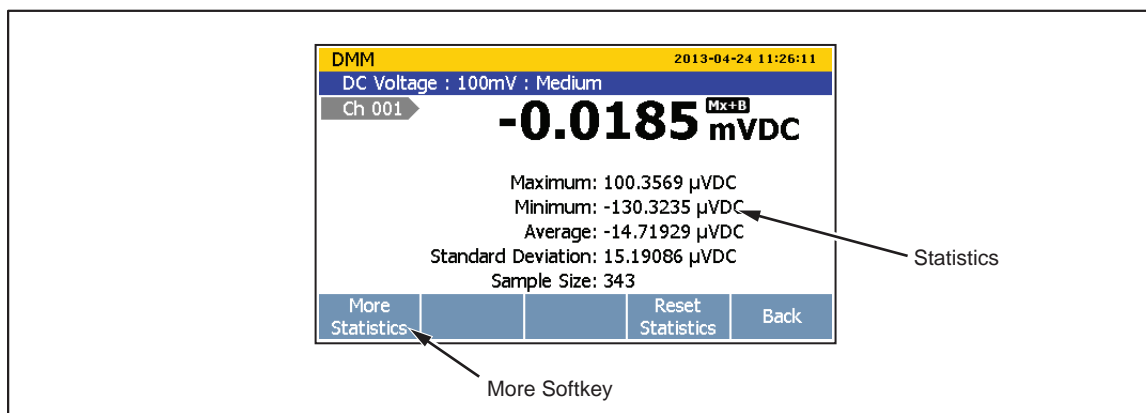 DMM 2013-04-24 11:26:11
DC Voltage : 100mV : Medium
Ch 001
-0.0185 Mx+B mVDC
Maximum: 100.3569 µVDC
Minimum: -130.3235 µVDC
Average: -14.71929 µVDC
Standard Deviation: 15.19086 µVDC
Sample Size: 343
Statistics
More Statistics
Reset Statistics
Back
More Softkey